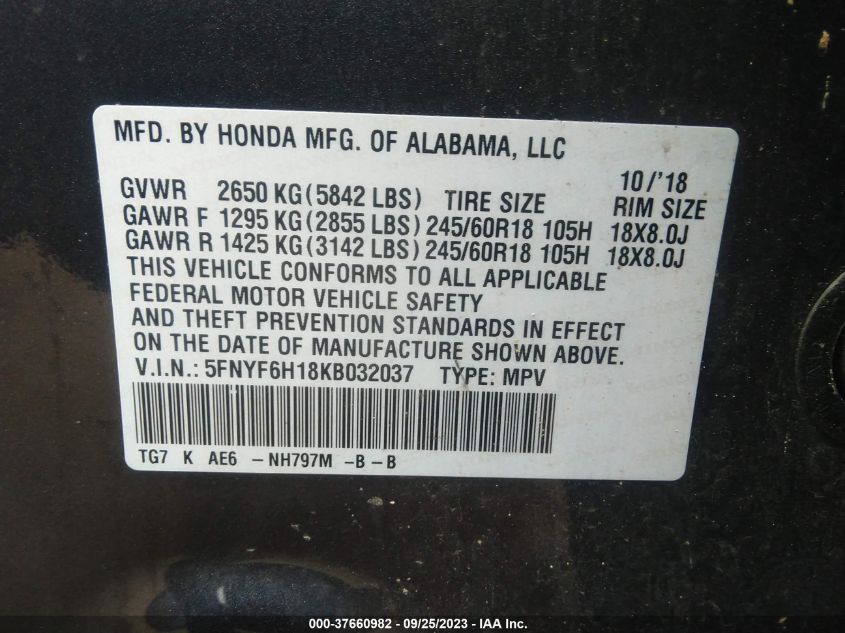 MFD. BY HONDA MFG. OF ALABAMA, LLC
10/'18
GVWR 2650 KG (5842 LBS) TIRE SIZE RIM SIZE
GAWR F 1295 KG (2855 LBS) 245/60R18 105H 18X8.0J
GAWR R 1425 KG (3142 LBS) 245/60R18 105H 18X8.0J
THIS VEHICLE CONFORMS TO ALL APPLICABLE
FEDERAL MOTOR VEHICLE SAFETY
AND THEFT PREVENTION STANDARDS IN EFFECT
ON THE DATE OF MANUFACTURE SHOWN ABOVE.
V.I.N.: 5FNYF6H18KB032037 TYPE: MPV
TG7 K AE6 -NH797M -B-B
000-37660982 / 09/25/2023 - IAA Inc.